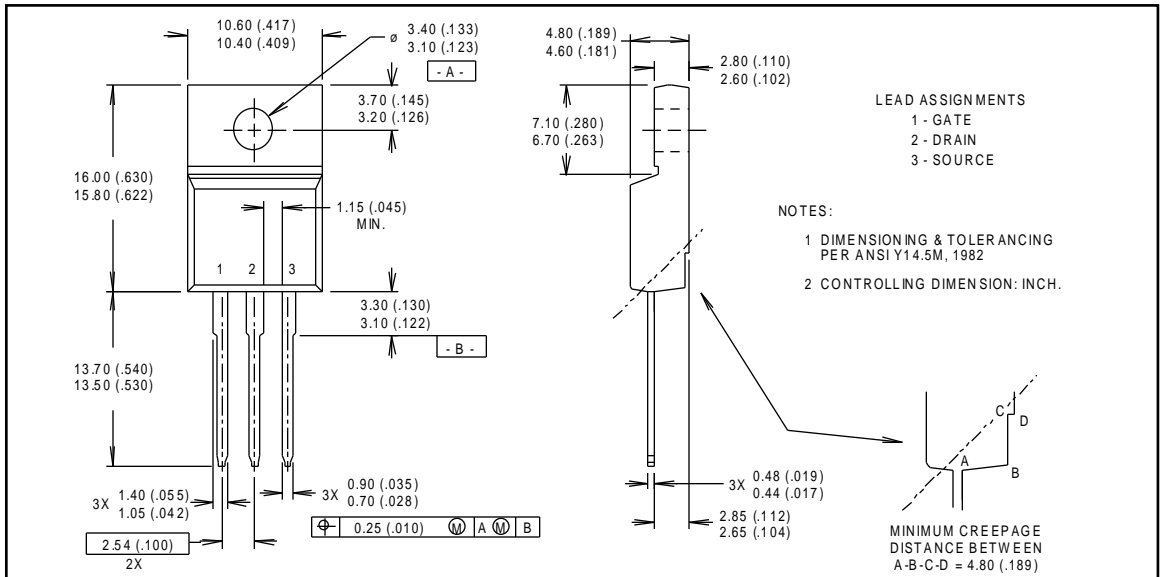 10.60 (.417)
10.40 (.409)
ø 3.40 (.133)
3.10 (.123)
- A -
3.70 (.145)
3.20 (.126)
16.00 (.630)
15.80 (.622)
1.15 (.045)
MIN.
1 2 3
3.30 (.130)
3.10 (.122)
- B -
13.70 (.540)
13.50 (.530)
3X 1.40 (.055)
1.05 (.042)
3X 0.90 (.035)
0.70 (.028)
0.25 (.010) Ⓜ A Ⓜ B
2.54 (.100)
2X
4.80 (.189)
4.60 (.181)
2.80 (.110)
2.60 (.102)
7.10 (.280)
6.70 (.263)
3X 0.48 (.019)
0.44 (.017)
2.85 (.112)
2.65 (.104)
LEAD ASSIGNMENTS
1 - GATE
2 - DRAIN
3 - SOURCE
NOTES:
1 DIMENSIONING & TOLERANCING
PER ANSI Y14.5M, 1982
2 CONTROLLING DIMENSION: INCH.
C
D
A
B
MINIMUM CREEPAGE
DISTANCE BETWEEN
A-B-C-D = 4.80 (.189)